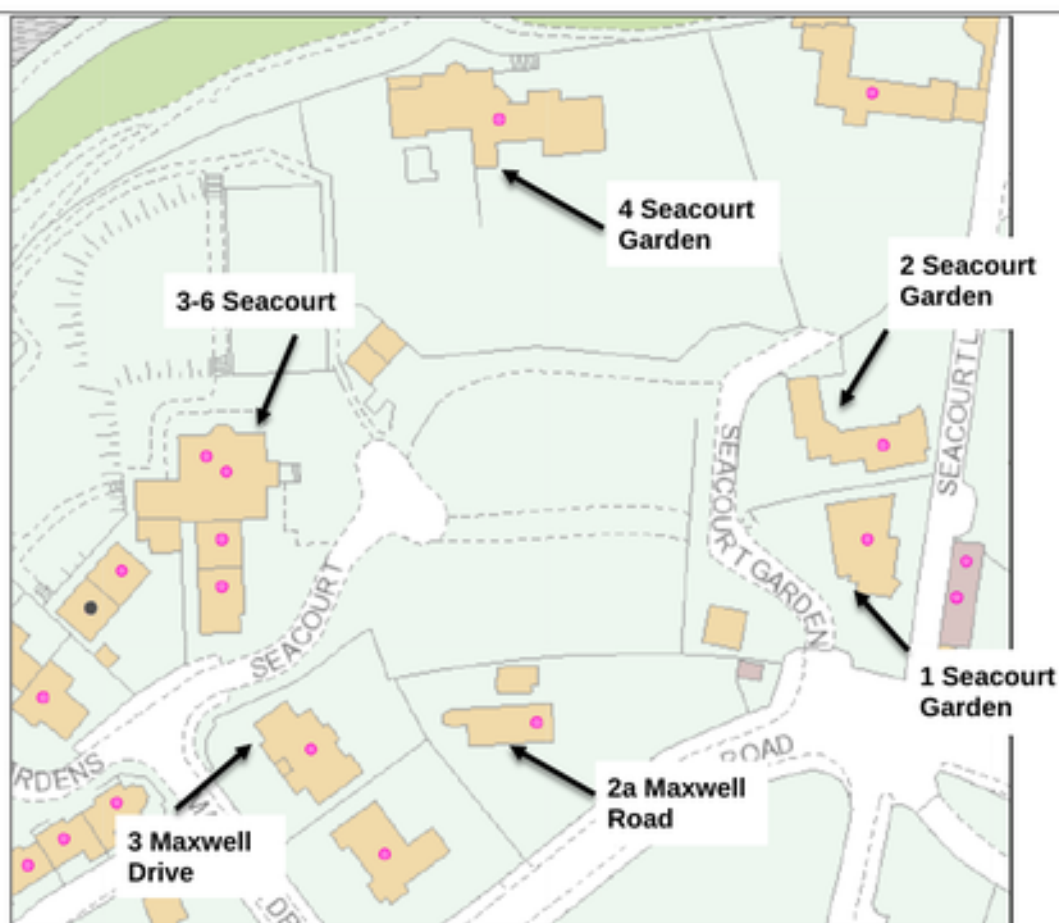 4 Seacourt
Garden
2 Seacourt
Garden
3-6 Seacourt
SEACOURT L
SEACOURT GARDEN
SEACOURT
1 Seacourt
Garden
ROAD
2a Maxwell
Road
RDENS
M
3 Maxwell
Drive
DR